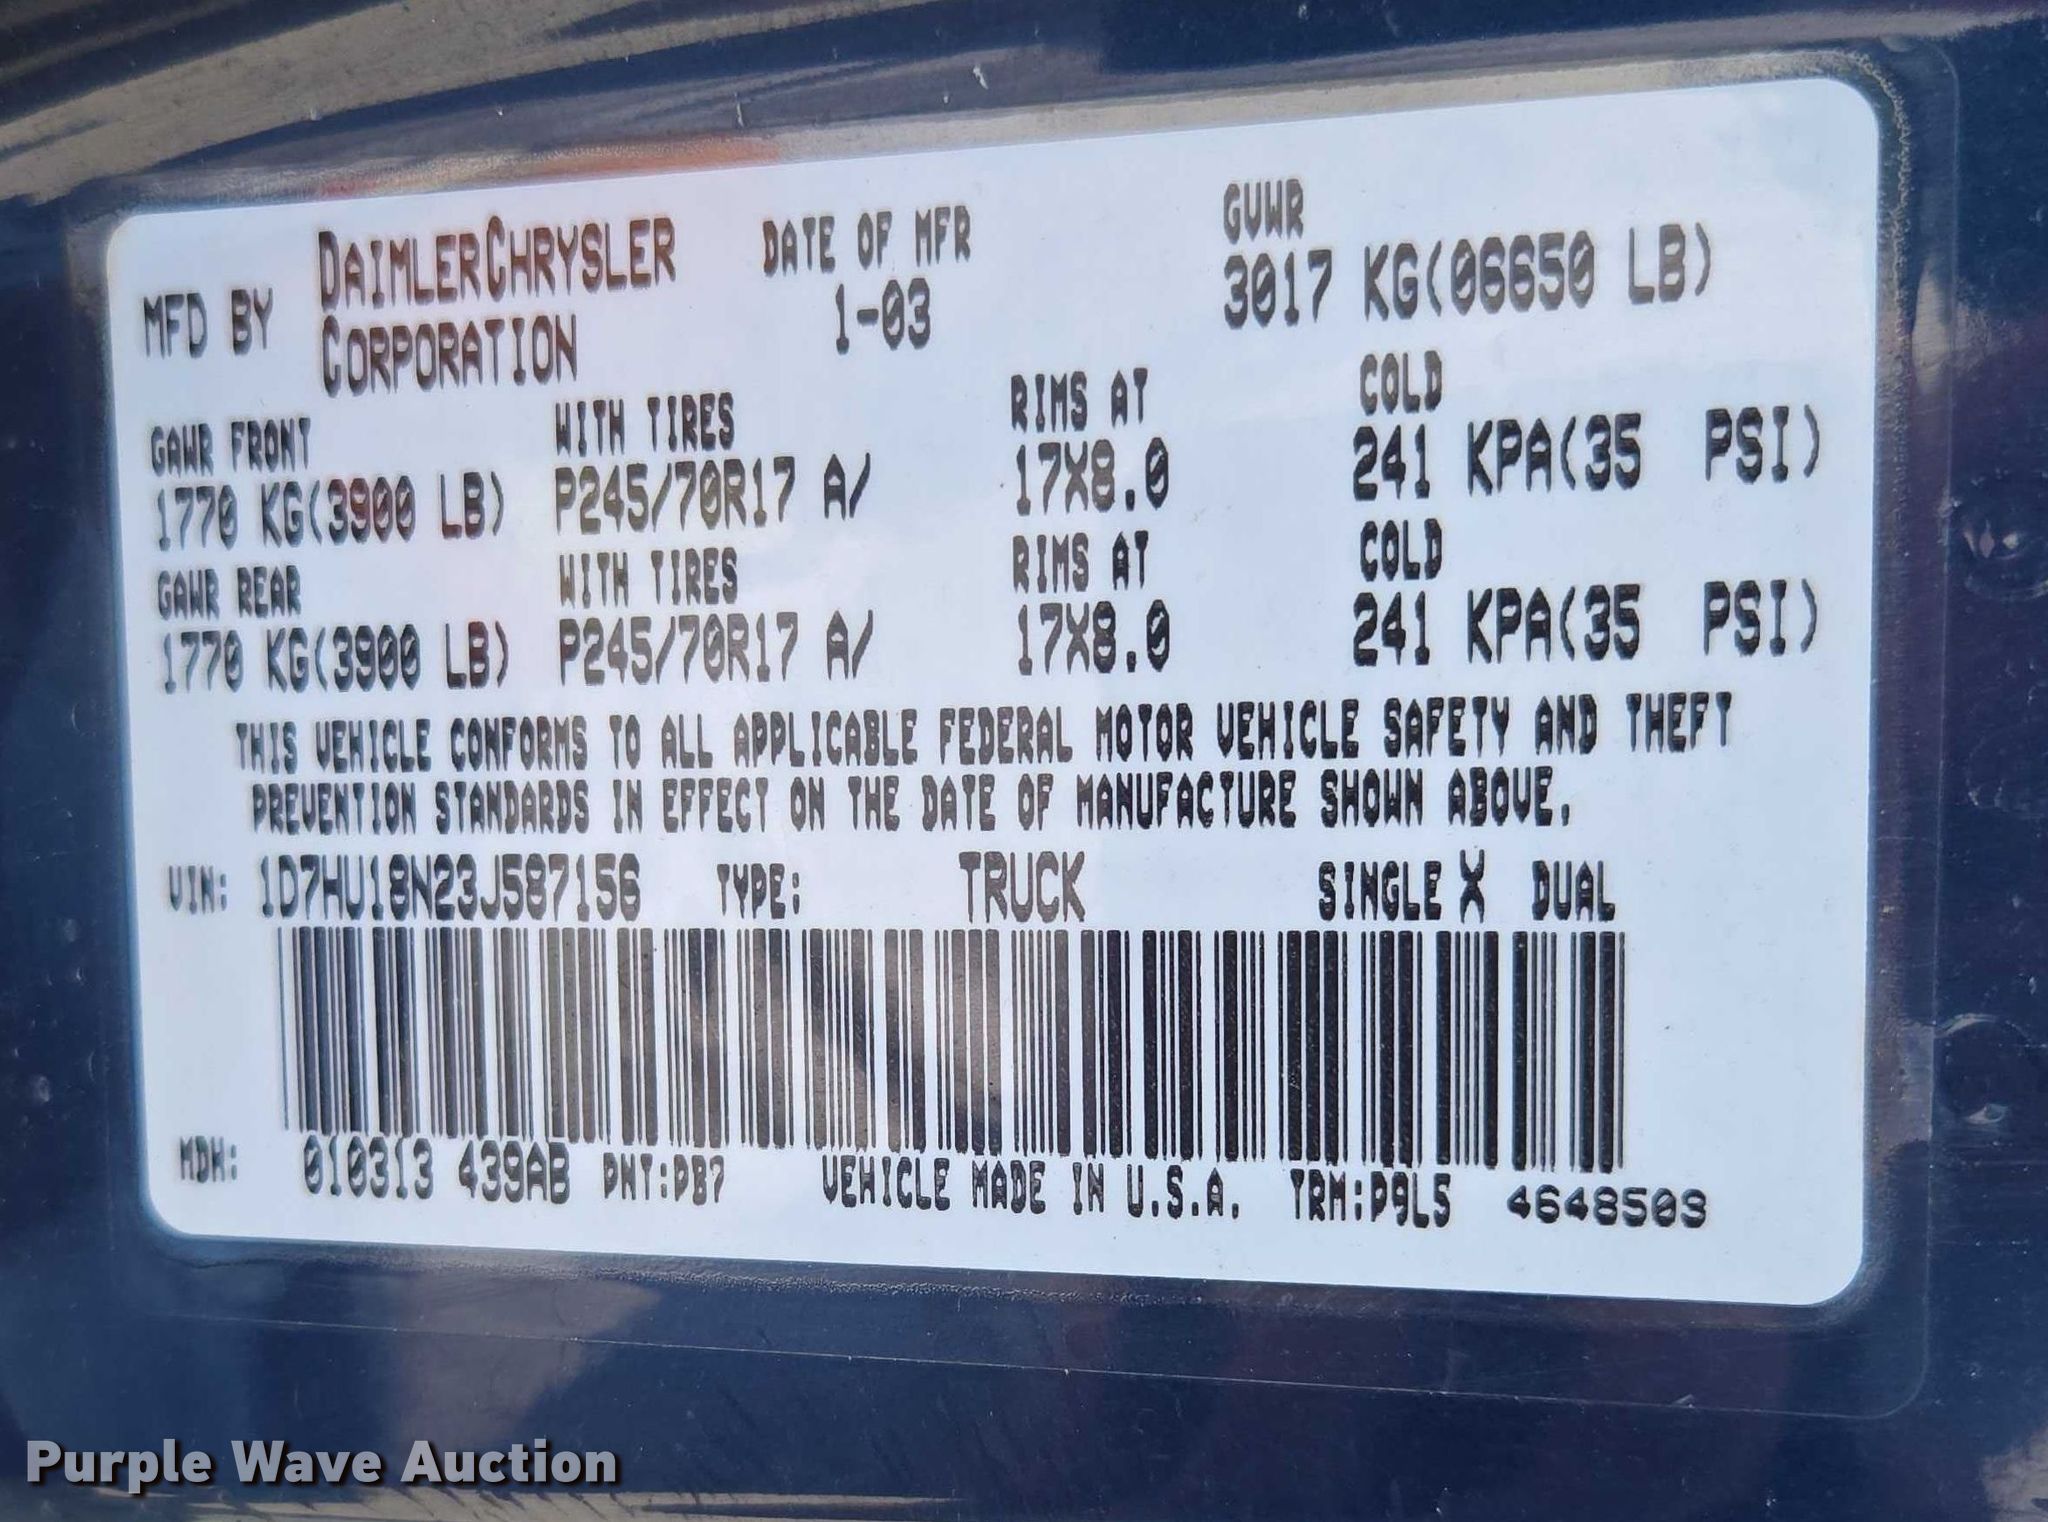 MFD BY DAIMLERCHRYSLER CORPORATION DATE OF MFR 1-03 GVWR 3017 KG(06650 LB)
GAWR FRONT WITH TIRES RIMS AT COLD
1770 KG(3900 LB) P245/70R17 A/ 17X8.0 241 KPA(35 PSI)
GAWR REAR WITH TIRES RIMS AT COLD
1770 KG(3900 LB) P245/70R17 A/ 17X8.0 241 KPA(35 PSI)
THIS VEHICLE CONFORMS TO ALL APPLICABLE FEDERAL MOTOR VEHICLE SAFETY AND THEFT
PREVENTION STANDARDS IN EFFECT ON THE DATE OF MANUFACTURE SHOWN ABOVE.
VIN: 1D7HU18N23J587156 TYPE: TRUCK SINGLE X DUAL
MDH: 010313 439AB PNT:PB7 VEHICLE MADE IN U.S.A. TRM:P9L5 4648503
Purple Wave Auction